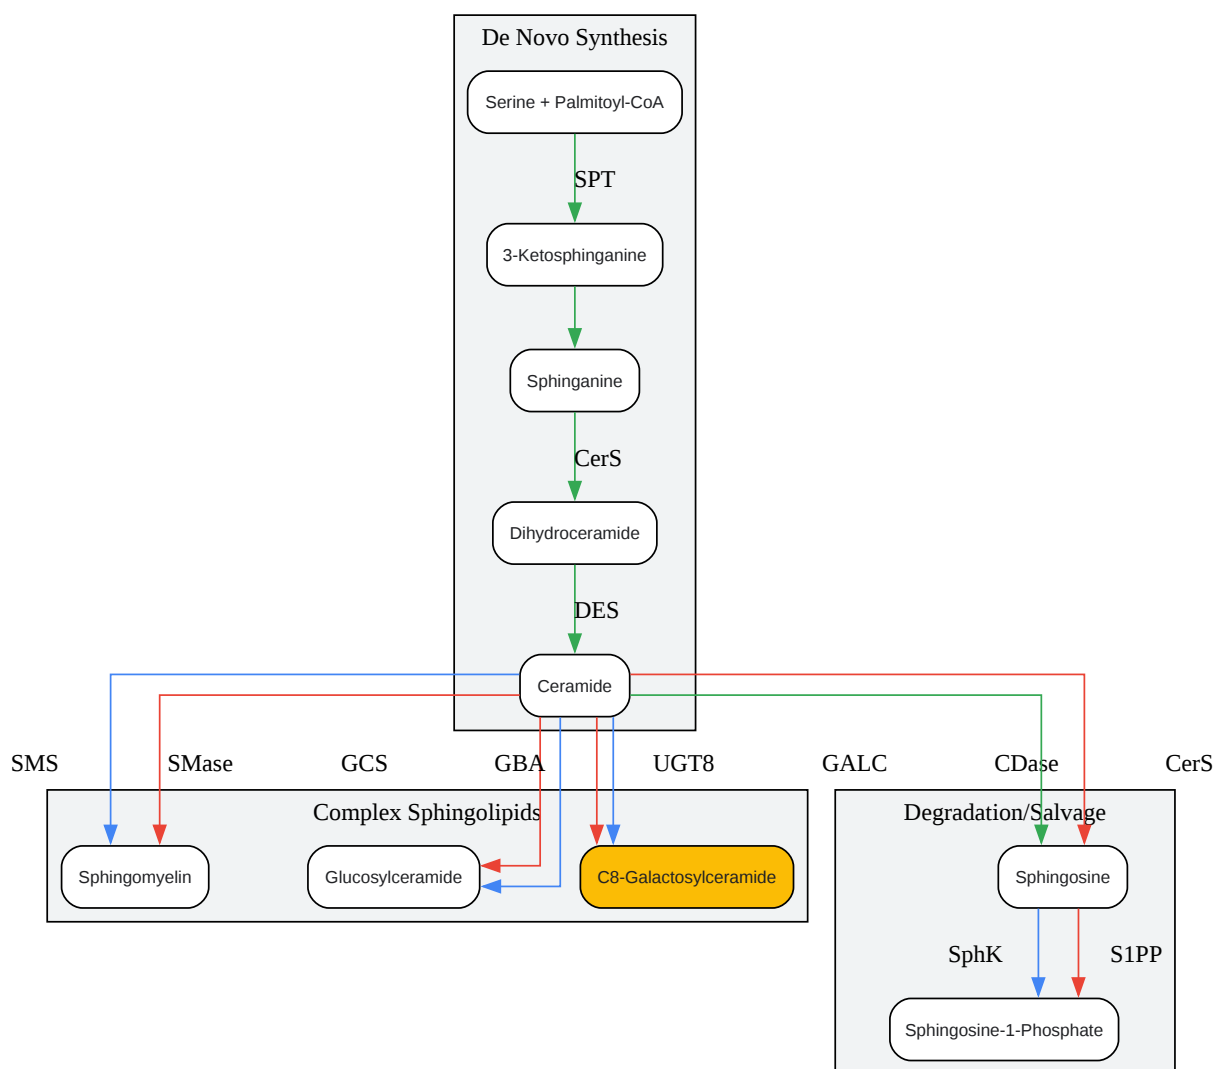 De Novo Synthesis
Serine + Palmitoyl-CoA
SPT
3-Ketosphinganine
Sphinganine
CerS
Dihydroceramide
DES
Ceramide
SMS
SMase
GCS
GBA
UGT8
GALC
CDase
CerS
Complex Sphingolipids
Degradation/Salvage
Sphingomyelin
Glucosylceramide
C8-Galactosylceramide
Sphingosine
SphK
S1PP
Sphingosine-1-Phosphate